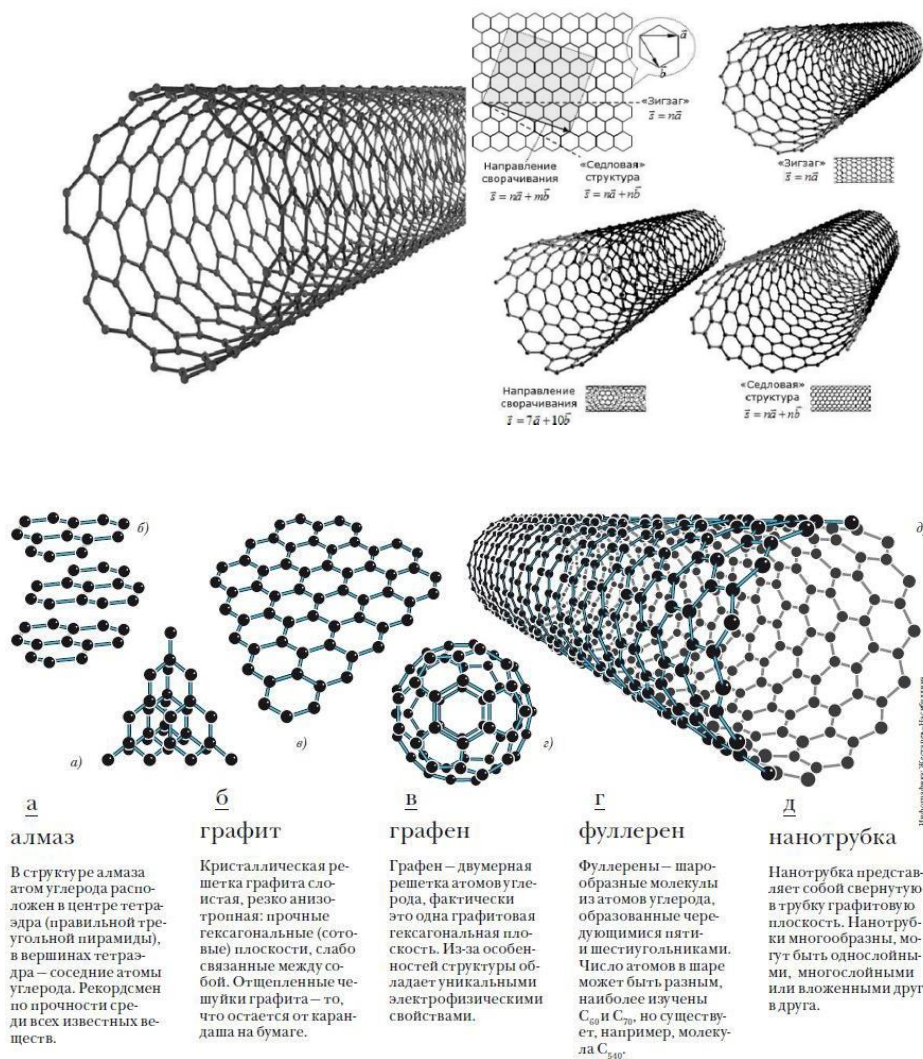 a⃗
b⃗
«Зигзаг»
s⃗ = na⃗
Направление
сворачивания
s⃗ = na⃗ + mb⃗
«Седловая»
структура
s⃗ = na⃗ + nb⃗
«Зигзаг»
s⃗ = na⃗
Направление
сворачивания
s⃗ = 7a⃗ + 10b⃗
«Седловая»
структура
s⃗ = na⃗ + nb⃗
б)
а)
в)
г)
д)
а
алмаз
В структуре алмаза
атом углерода распо-
ложен в центре тетра-
эдра (правильной тре-
угольной пирамиды),
в вершинах тетраэ-
дра – соседние атомы
углерода. Рекордсмен
по прочности сре-
ди всех известных ве-
ществ.
б
графит
Кристаллическая ре-
шетка графита сло-
истая, резко анизо-
тропная: прочные
гексагональные (сото-
вые) плоскости, слабо
связанные между со-
бой. Отщепленные че-
шуйки графита – то,
что остается от каран-
даша на бумаге.
в
графен
Графен – двумерная
решетка атомов угле-
рода, фактически
это одна графитовая
гексагональная пло-
скость. Из-за особен-
ностей структуры об-
ладает уникальными
электрофизическими
свойствами.
г
фуллерен
Фуллерены – шаро-
образные молекулы
из атомов углерода,
образованные чере-
дующимися пяти-
и шестиугольниками.
Число атомов в шаре
может быть разным,
наиболее изучены
C₆₀ и C₇₀, но существу-
ет, например, молеку-
ла C₅₄₀.
д
нанотрубка
Нанотрубка представ-
ляет собой свернутую
в трубку графитовую
плоскость. Нанотруб-
ки многообразны, мо-
гут быть однослойны-
ми, многослойными
или вложенными друг
в друга.